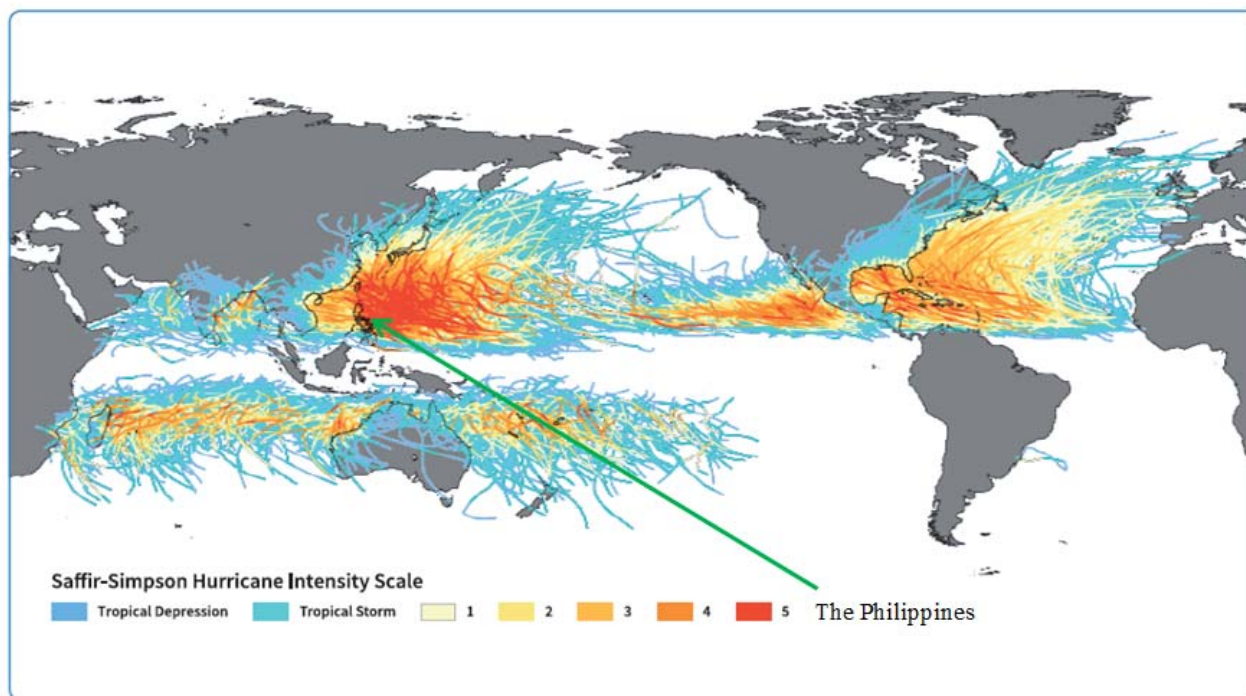 Saffir-Simpson Hurricane Intensity Scale
Tropical Depression Tropical Storm 1 2 3 4 5 The Philippines